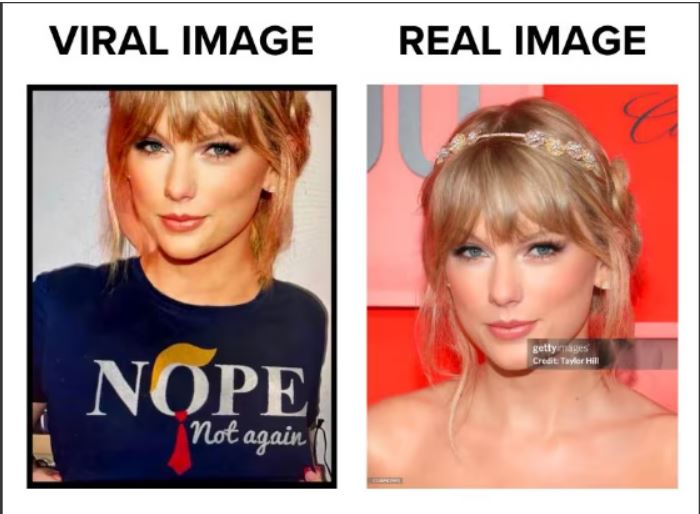 VIRAL IMAGE
REAL IMAGE
NOPE
Not again
gettyimages®
Credit: Taylor Hill